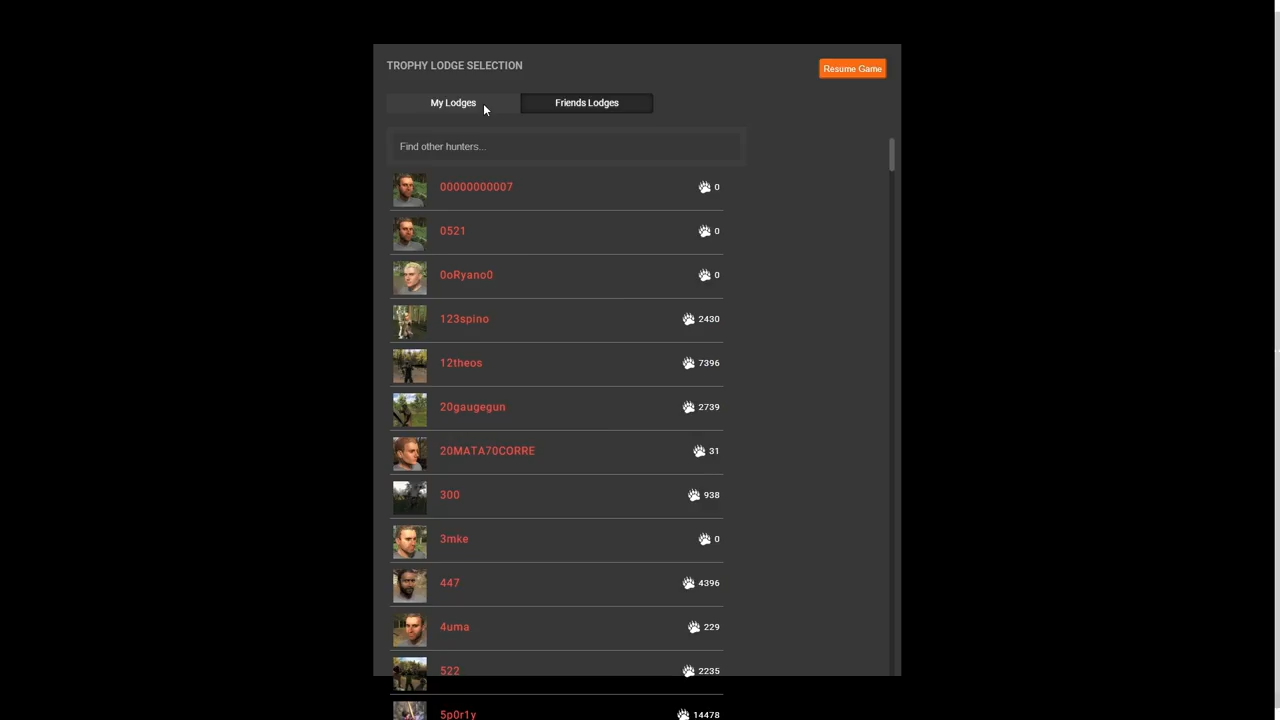 TROPHY LODGE SELECTION
Resume Game
My Lodges
Friends Lodges
Find other hunters...
00000000007 0
0521 0
0oRyano0 0
123spino 2430
12theos 7396
20gaugegun 2739
20MATA70CORRE 31
300 938
3mke 0
447 4396
4uma 229
522 2235
5p0r1y 14478